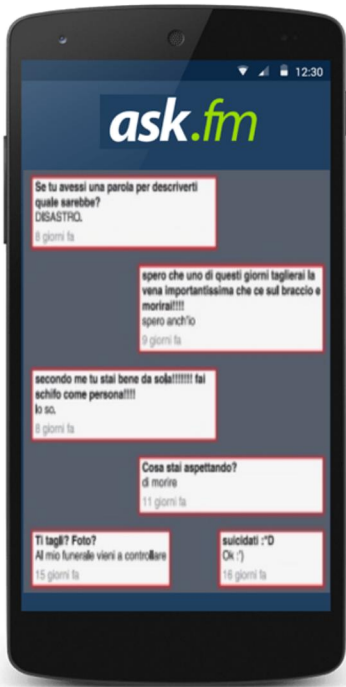 12:30
ask.fm
Se tu avessi una parola per descriverti
quale sarebbe?
DISASTRO.
8 giorni fa
spero che uno di questi giorni taglierai la
vena importantissima che ce sul braccio e
morirai!!!!
spero anch'io
9 giorni fa
secondo me tu stai bene da sola!!!!!!! fai
schifo come persona!!!!
lo so.
8 giorni fa
Cosa stai aspettando?
di morire
11 giorni fa
Ti tagli? Foto?
Al mio funerale vieni a controllare
15 giorni fa
suicidati :"D
Ok :')
16 giorni fa